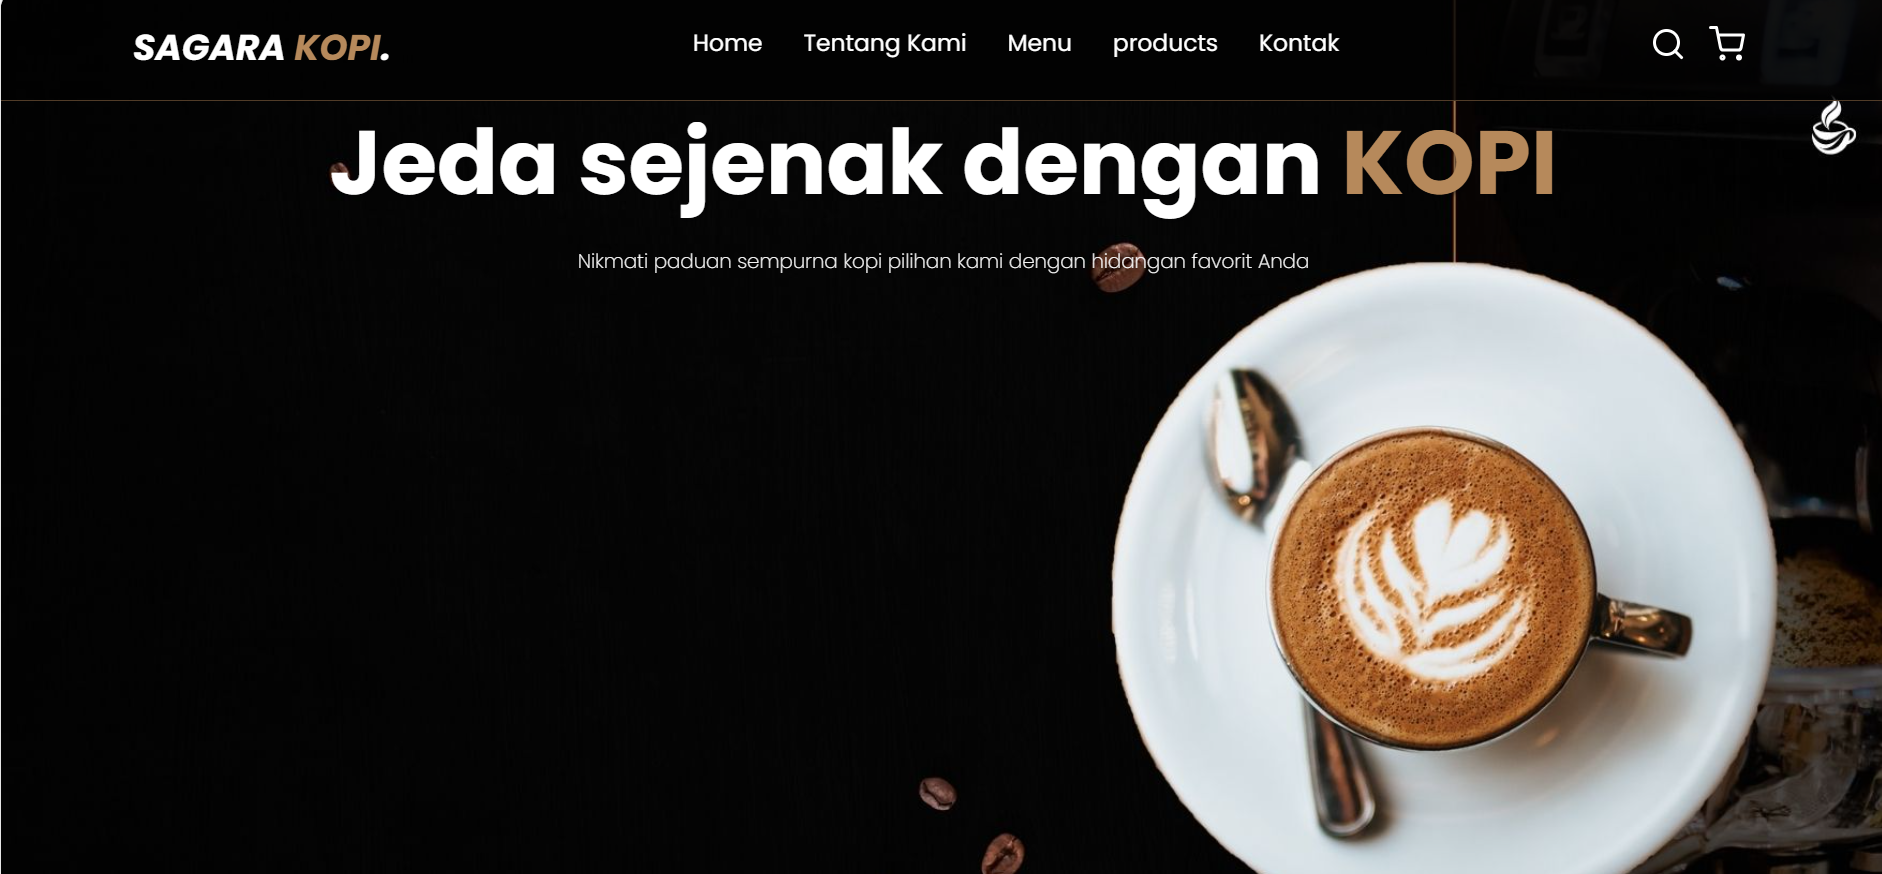 SAGARA KOPI.
Home
Tentang Kami
Menu
products
Kontak
Jeda sejenak dengan KOPI
Nikmati paduan sempurna kopi pilihan kami dengan hidangan favorit Anda